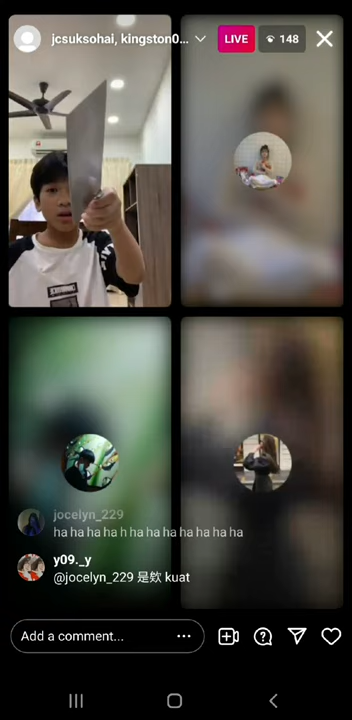 jcsuksohai, kingston0...
LIVE
148
jocelyn_229
ha ha ha ha h ha ha ha ha ha ha ha ha
y09._y
@jocelyn_229 是欸 kuat
Add a comment...